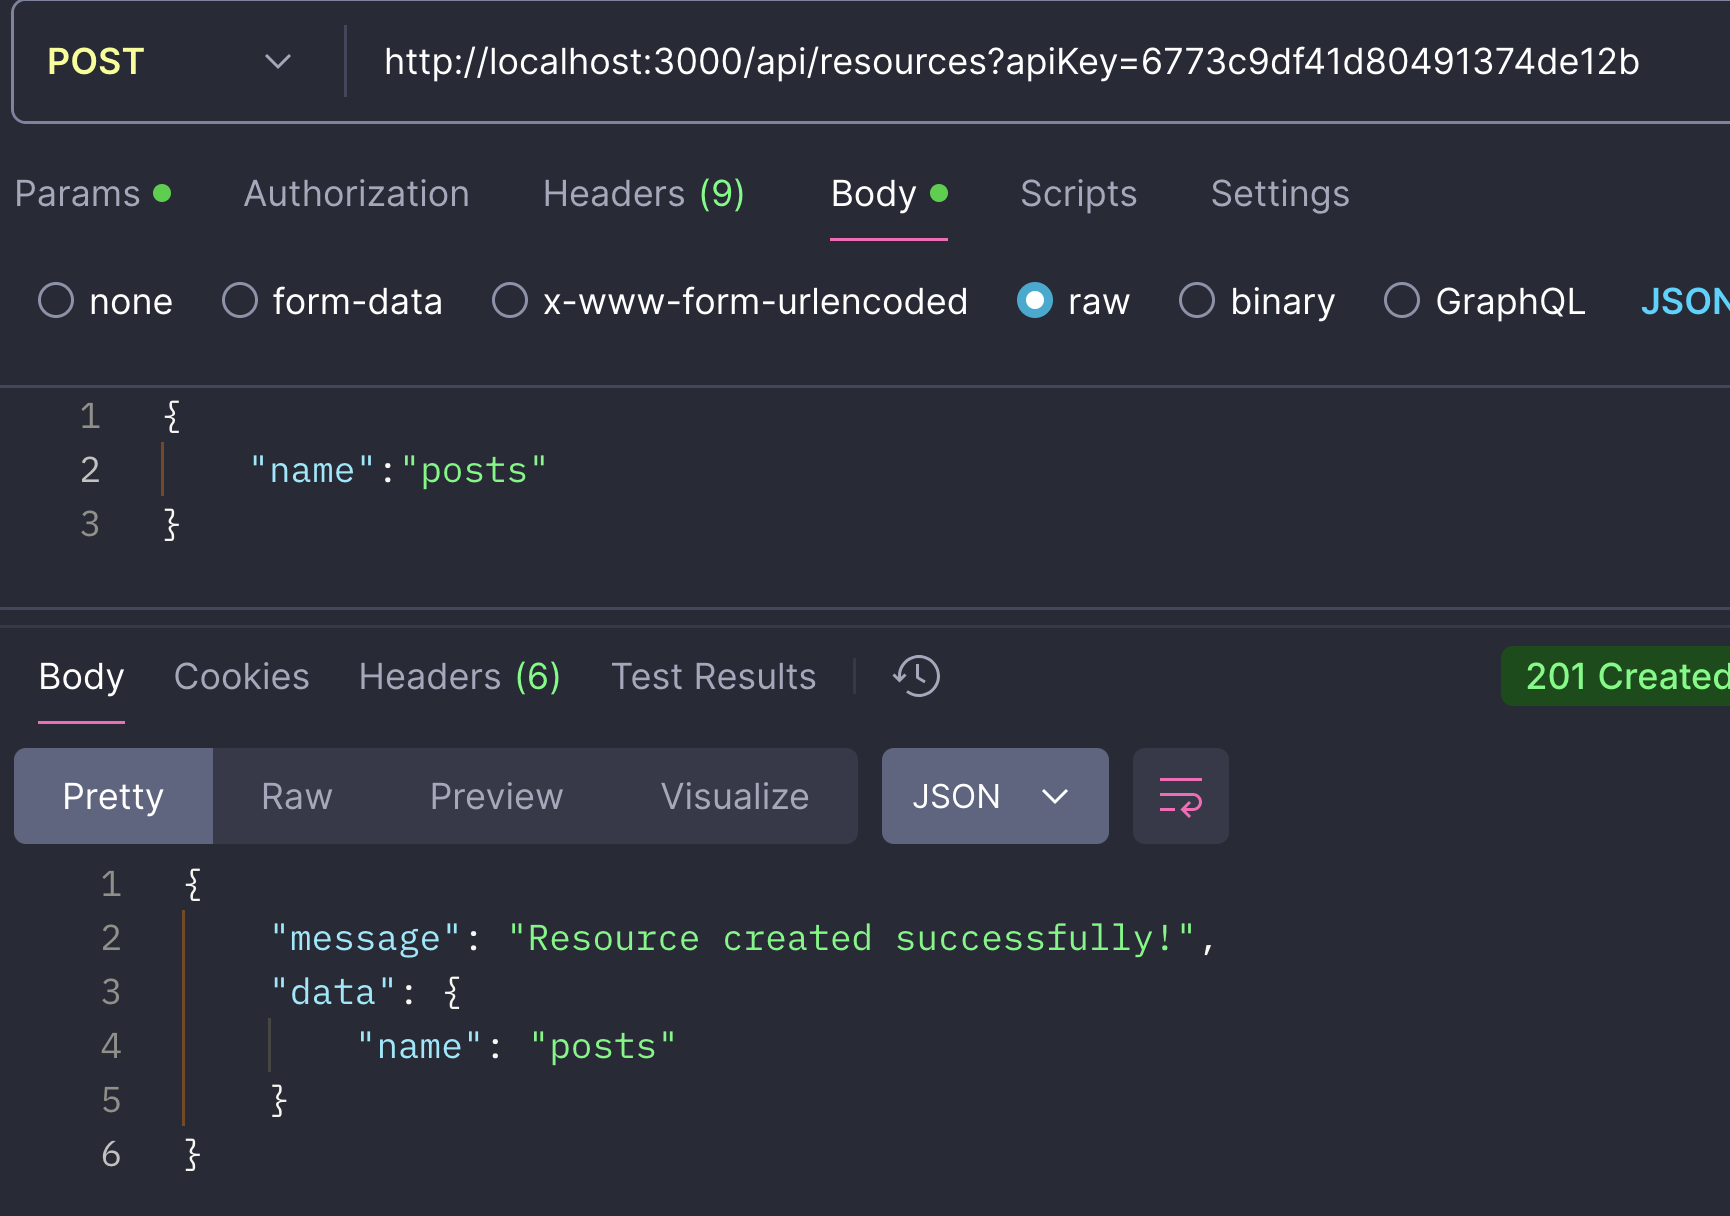 POST http://localhost:3000/api/resources?apiKey=6773c9df41d80491374de12b
Params Authorization Headers (9) Body Scripts Settings
none form-data x-www-form-urlencoded raw binary GraphQL JSON
1 {
2 "name":"posts"
3 }
Body Cookies Headers (6) Test Results 201 Created
Pretty Raw Preview Visualize JSON
1 {
2 "message": "Resource created successfully!",
3 "data": {
4 "name": "posts"
5 }
6 }